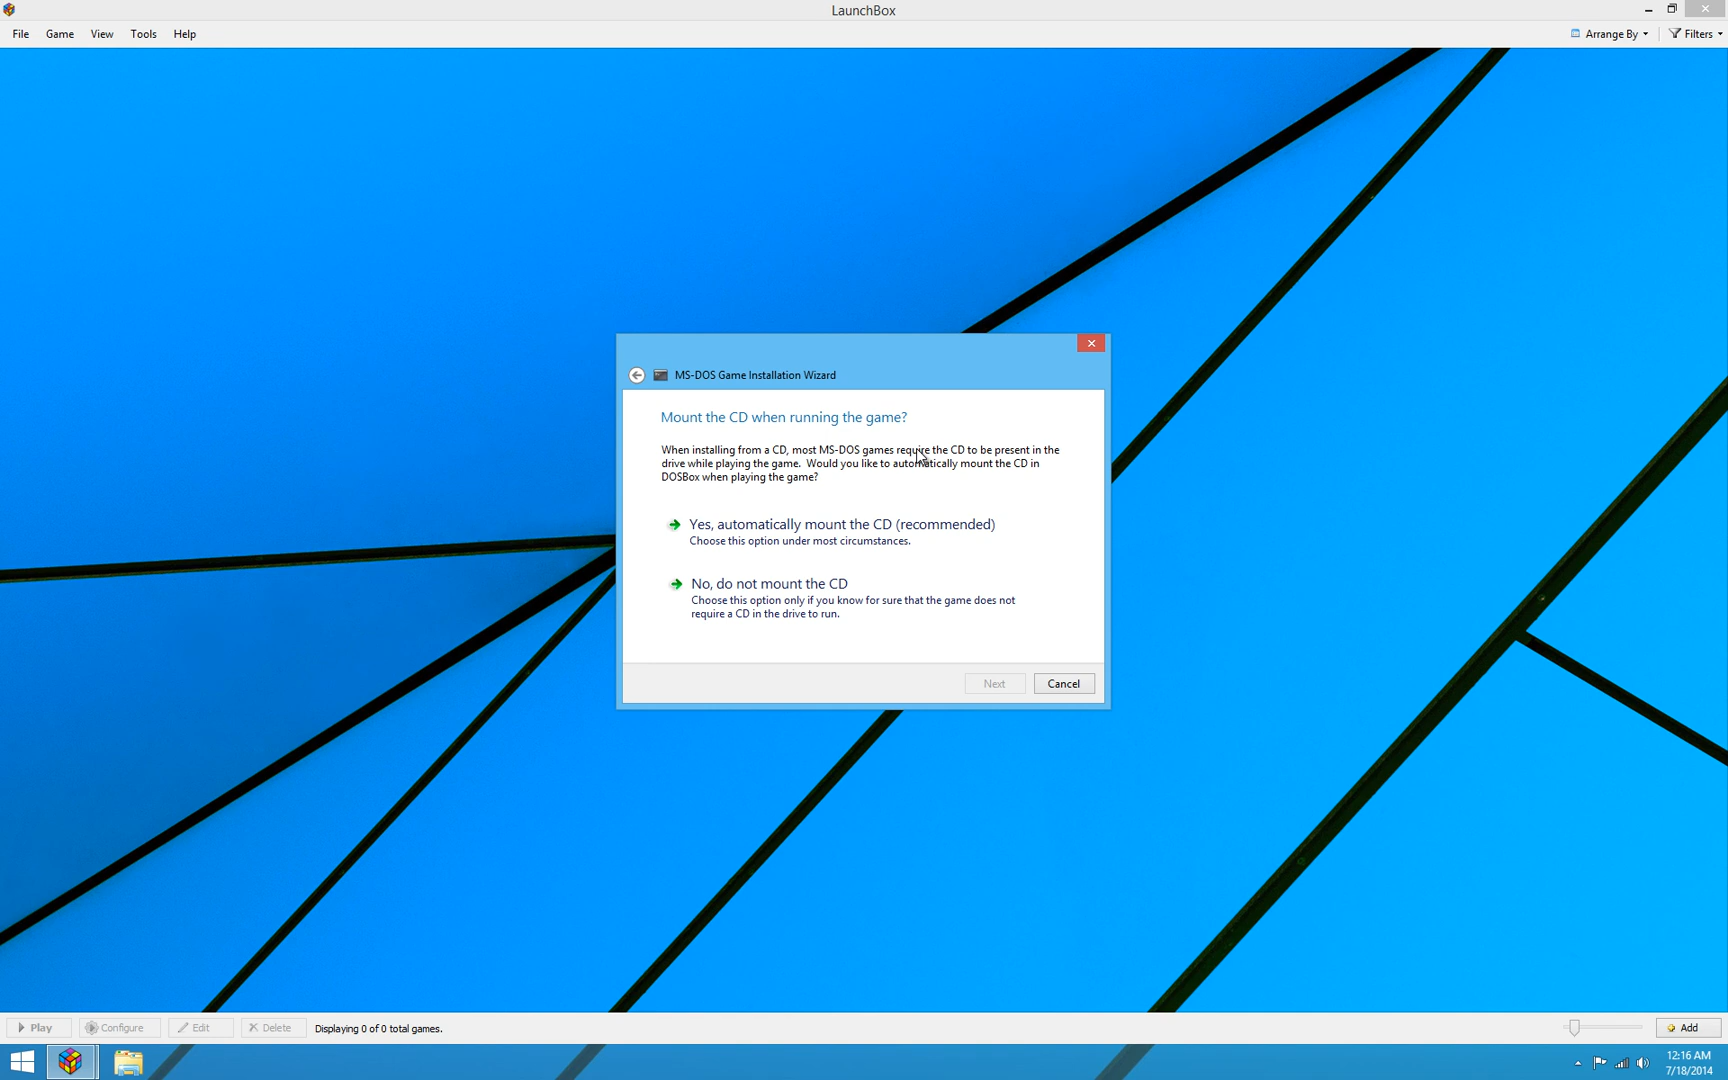 LaunchBox
File Game View Tools Help Arrange By Filters
MS-DOS Game Installation Wizard
Mount the CD when running the game?
When installing from a CD, most MS-DOS games require the CD to be present in the
drive while playing the game.  Would you like to automatically mount the CD in
DOSBox when playing the game?
Yes, automatically mount the CD (recommended)
Choose this option under most circumstances.
No, do not mount the CD
Choose this option only if you know for sure that the game does not
require a CD in the drive to run.
Next Cancel
Play Configure Edit Delete Displaying 0 of 0 total games. Add
12:16 AM
7/18/2014